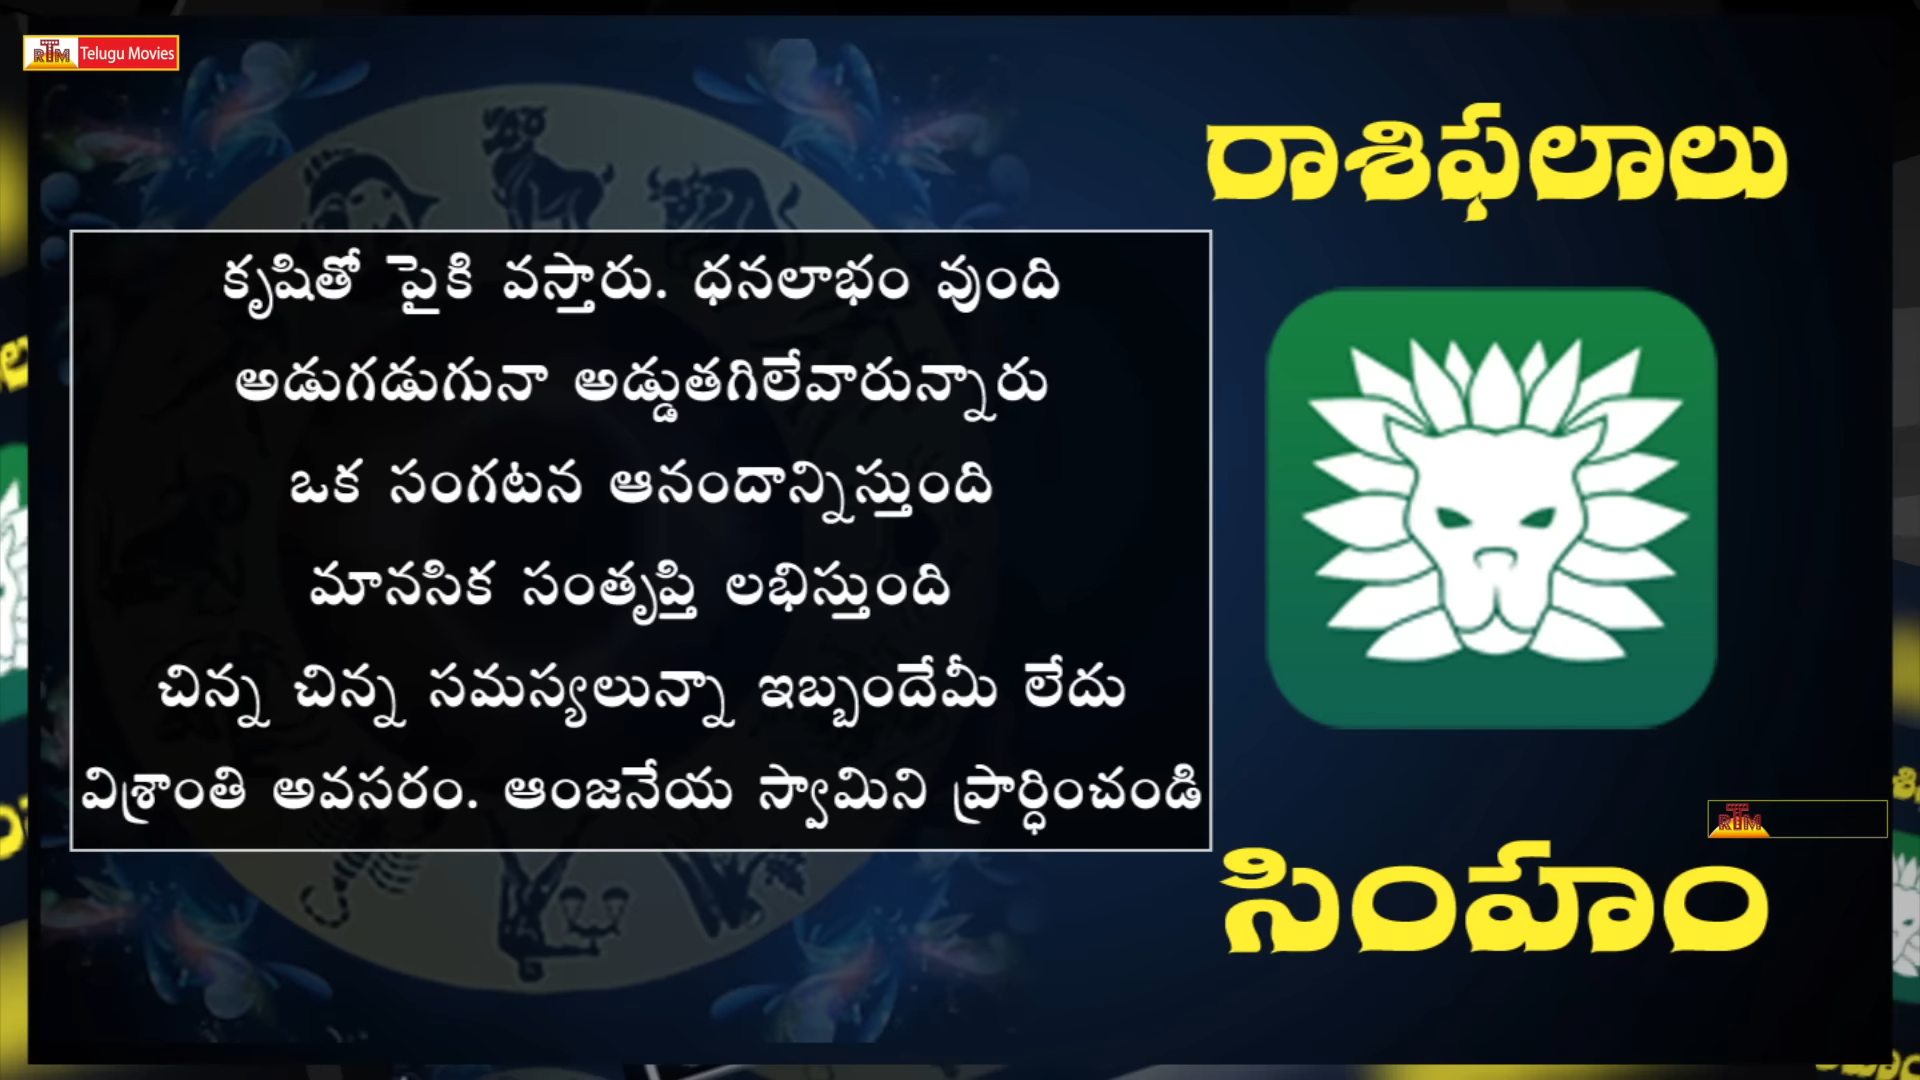 RTM Telugu Movies
రాశిఫలాలు
కృషితో పైకి వస్తారు. ధనలాభం వుంది
అడుగడుగునా అడ్డుతగిలేవారున్నారు
ఒక సంగటన ఆనందాన్నిస్తుంది
మానసిక సంతృప్తి లభిస్తుంది
చిన్న చిన్న సమస్యలున్నా ఇబ్బందేమీ లేదు
విశ్రాంతి అవసరం. ఆంజనేయ స్వామిని ప్రార్ధించండి
RTM
సింహం